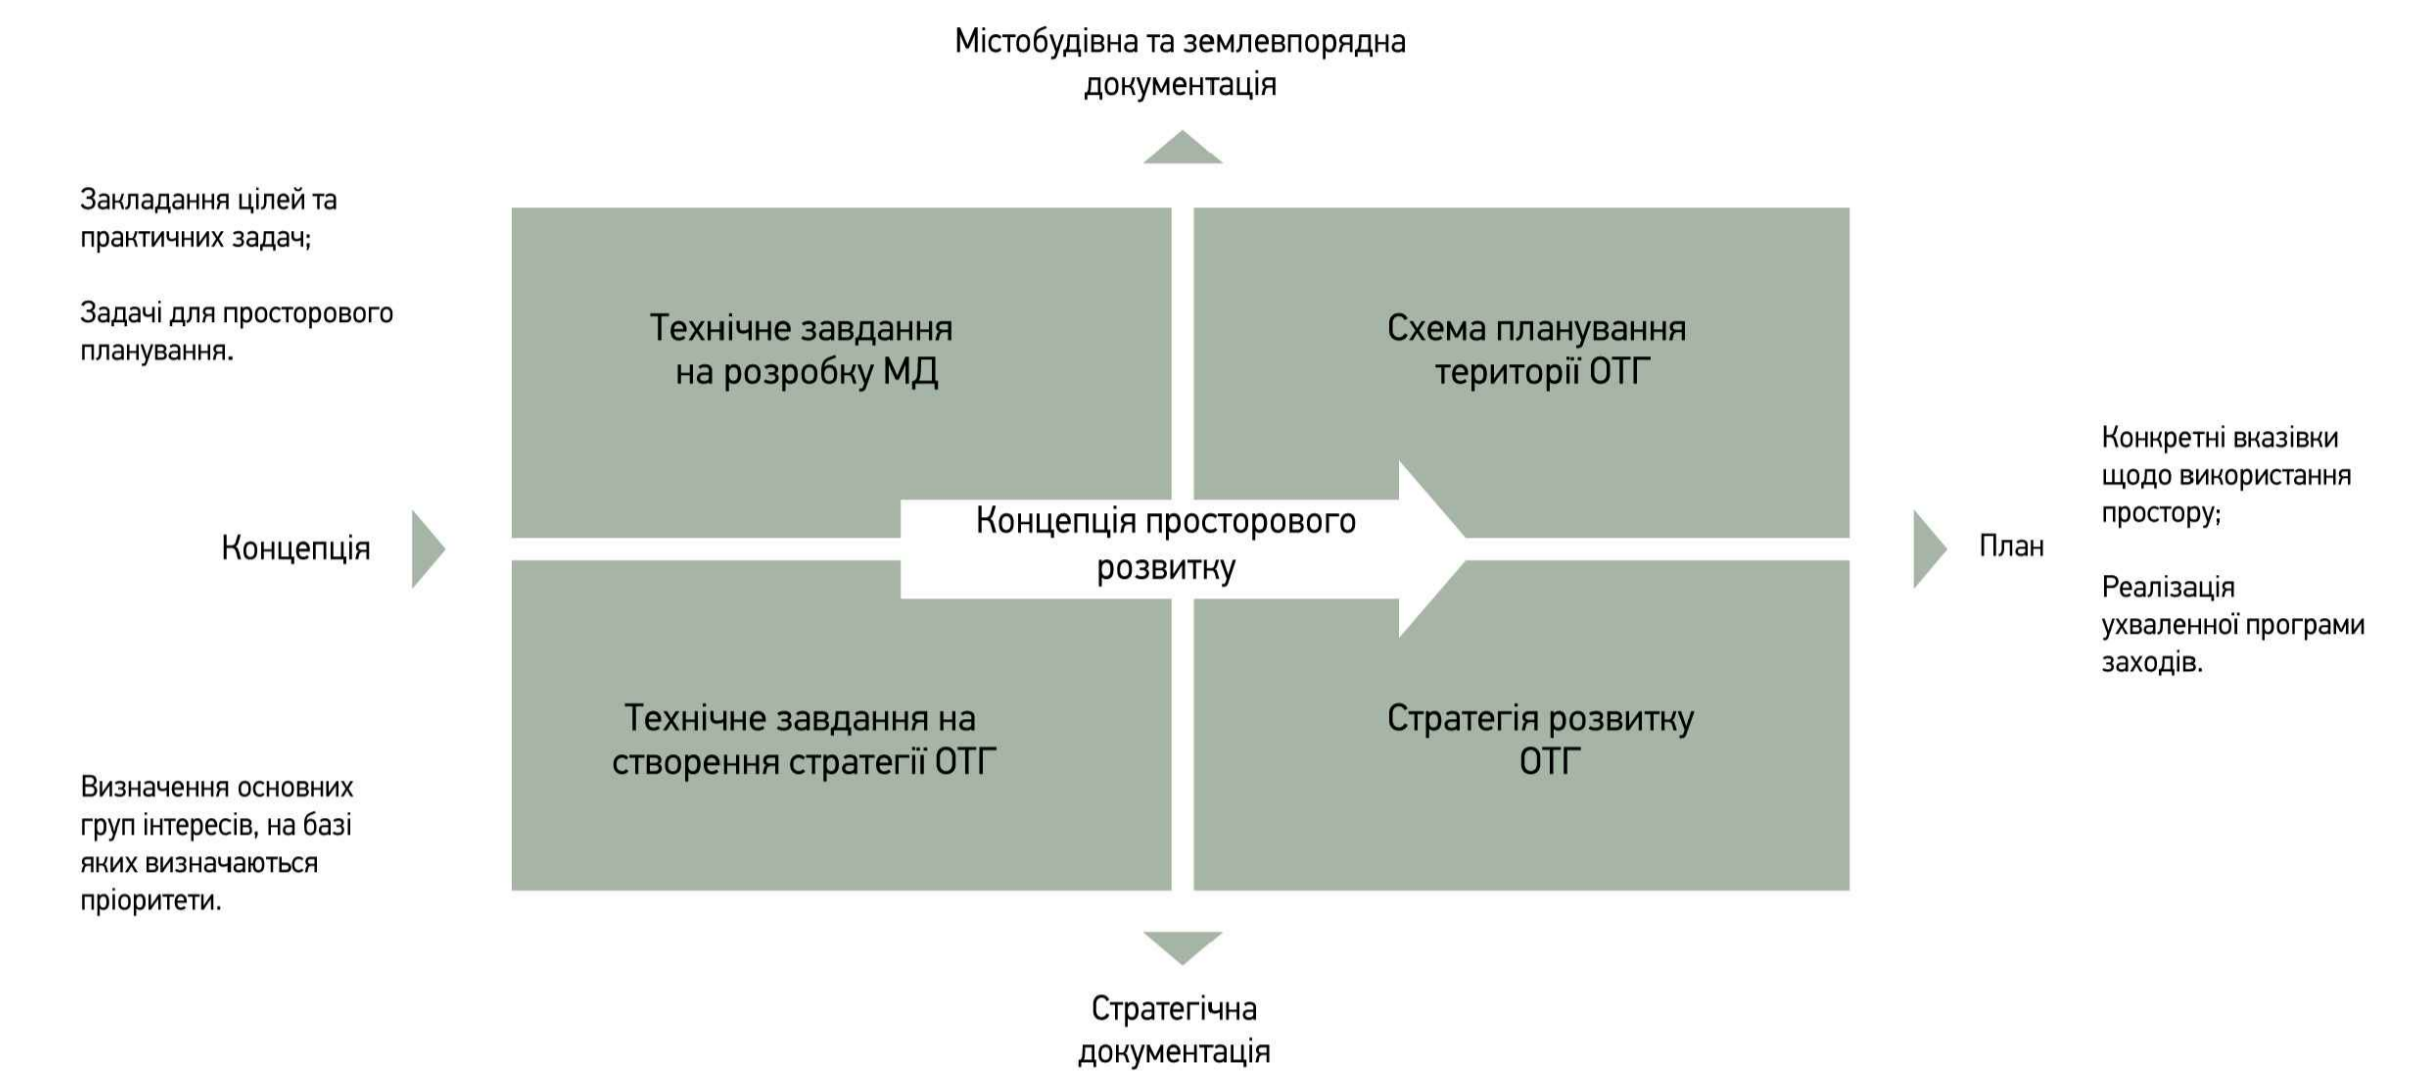 Містобудівна та землевпорядна
документація
Закладання цілей та
практичних задач;
Задачі для просторового
планування.
Технічне завдання
на розробку МД
Схема планування
території ОТГ
Конкретні вказівки
щодо використання
простору;
Концепція
Концепція просторового
розвитку
План
Реалізація
ухваленної програми
заходів.
Технічне завдання на
створення стратегії ОТГ
Стратегія розвитку
ОТГ
Визначення основних
груп інтересів, на базі
яких визначаються
пріоритети.
Стратегічна
документація